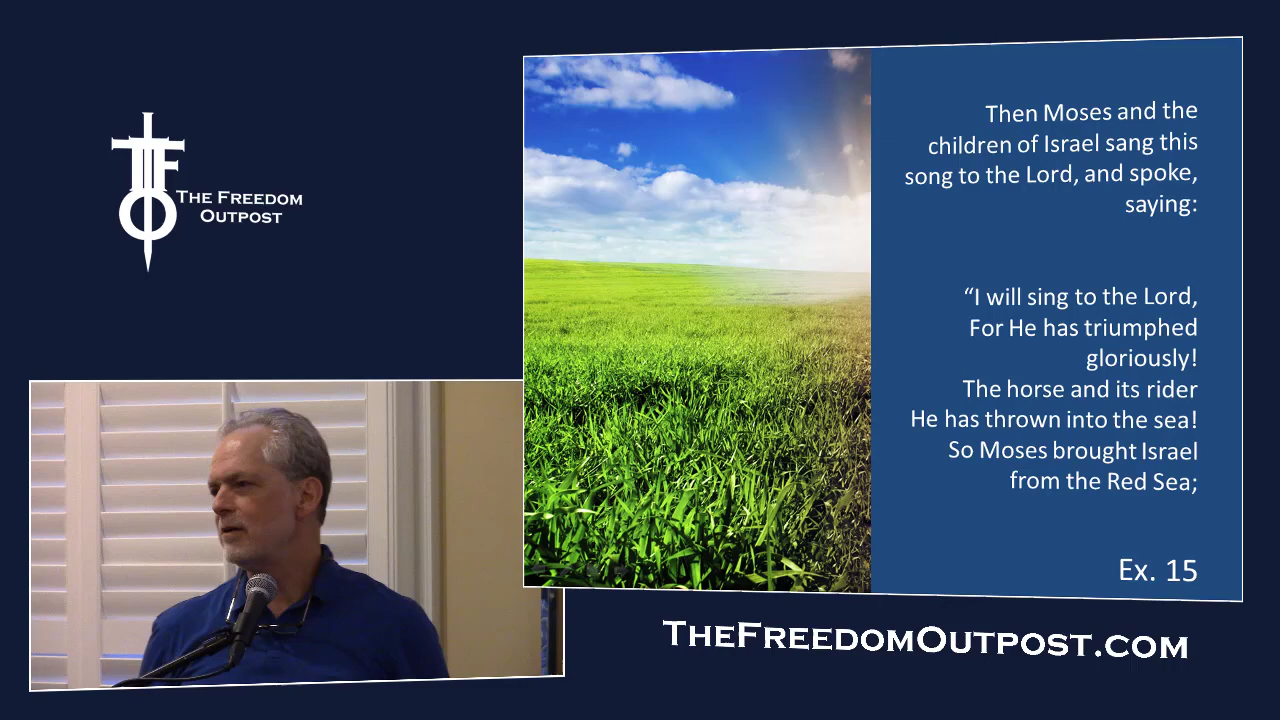 The Freedom
Outpost
Then Moses and the
children of Israel sang this
song to the Lord, and spoke,
saying:
“I will sing to the Lord,
For He has triumphed
gloriously!
The horse and its rider
He has thrown into the sea!
So Moses brought Israel
from the Red Sea;
Ex. 15
TheFreedomOutpost.com